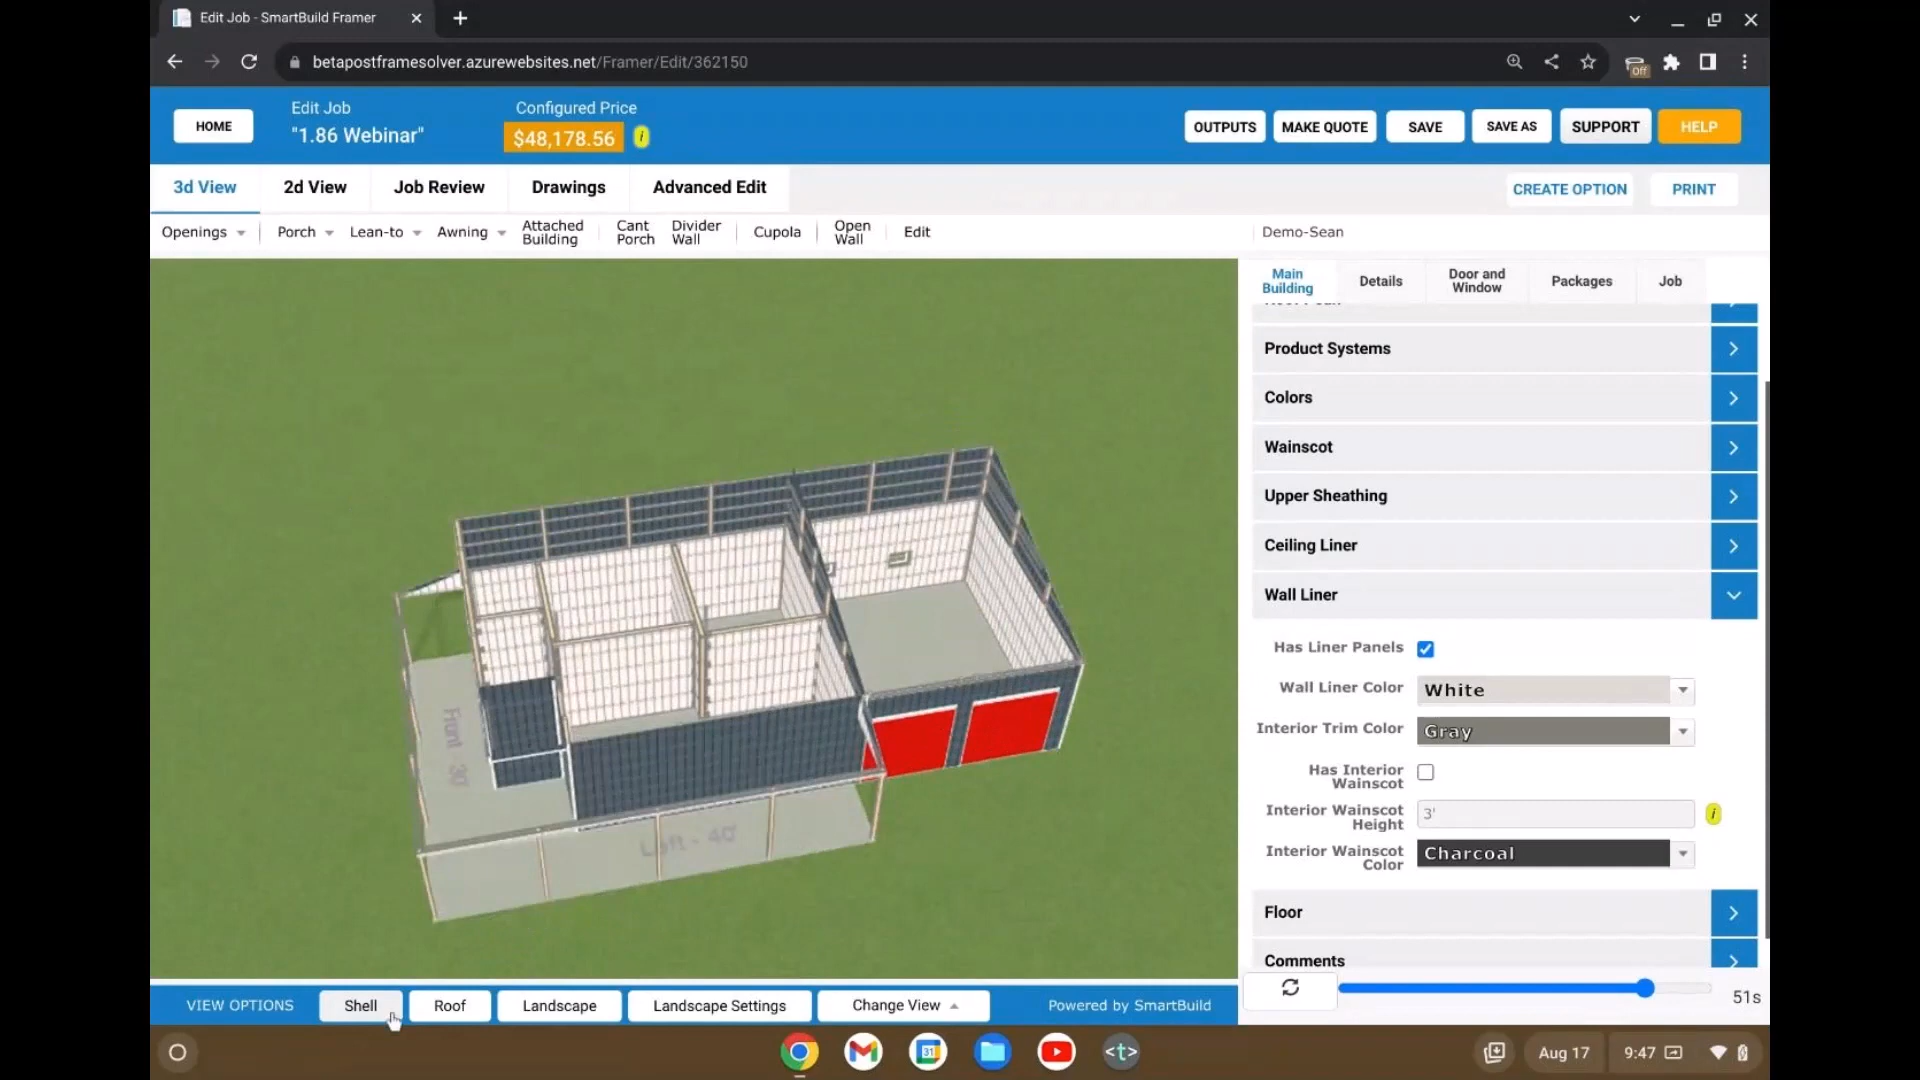 Edit Job - SmartBuild Framer
betapostframesolver.azurewebsites.net/Framer/Edit/362150
Off
HOME
Edit Job
"1.86 Webinar"
Configured Price
$48,178.56
i
OUTPUTS
MAKE QUOTE
SAVE
SAVE AS
SUPPORT
HELP
3d View
2d View
Job Review
Drawings
Advanced Edit
CREATE OPTION
PRINT
Openings
Porch
Lean-to
Awning
Attached
Building
Cant
Porch
Divider
Wall
Cupola
Open
Wall
Edit
Demo-Sean
Main
Building
Details
Door and
Window
Packages
Job
Product Systems
Colors
Wainscot
Upper Sheathing
Ceiling Liner
Wall Liner
Has Liner Panels
Wall Liner Color
White
Interior Trim Color
Gray
Has Interior
Wainscot
Interior Wainscot
Height
3'
i
Interior Wainscot
Color
Charcoal
Floor
Comments
51s
Front 30'
Left - 40'
VIEW OPTIONS
Shell
Roof
Landscape
Landscape Settings
Change View
Powered by SmartBuild
31
<t>
Aug 17
9:47